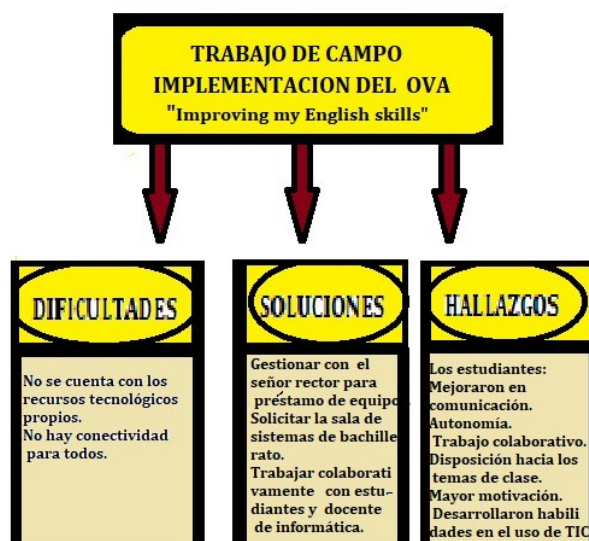 TRABAJO DE CAMPO
IMPLEMENTACION DEL OVA
"Improving my English skills"
DIFICULTADES
No se cuenta con los
recursos tecnológicos
propios.
No hay conectividad
para todos.
SOLUCIONES
Gestionar con el
señor rector para
préstamo de equipo
Solicitar la sala de
sistemas de bachille
rato.
Trabajar colaborati
vamente con estu-
diantes y docente
de informática.
HALLAZGOS
Los estudiantes:
Mejoraron en
comunicación.
Autonomía.
Trabajo colaborativo.
Disposición hacia los
temas de clase.
Mayor motivación.
Desarrollaron habili
dades en el uso de TIC